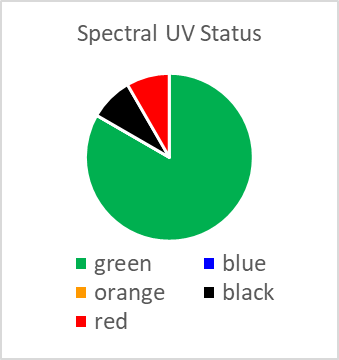 Spectral UV Status
green blue
orange black
red